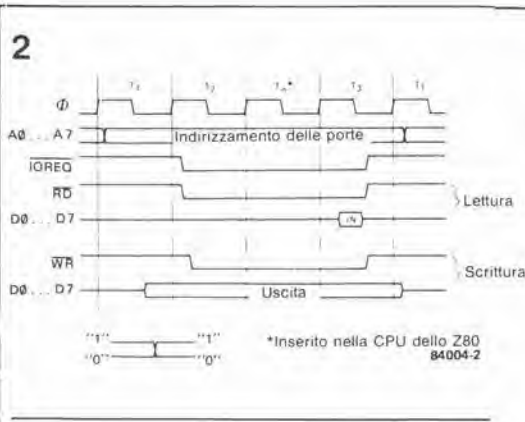 2
T₁ T₂ Tw* T₃ T₁
Φ
AØ...A7 Indirizzamento delle porte
IOREQ
RD
Lettura
DØ...D7 IN
WR
Scrittura
DØ...D7 Uscita
"1" "1"
"0" "0"
*Inserito nella CPU dello Z80
84004-2